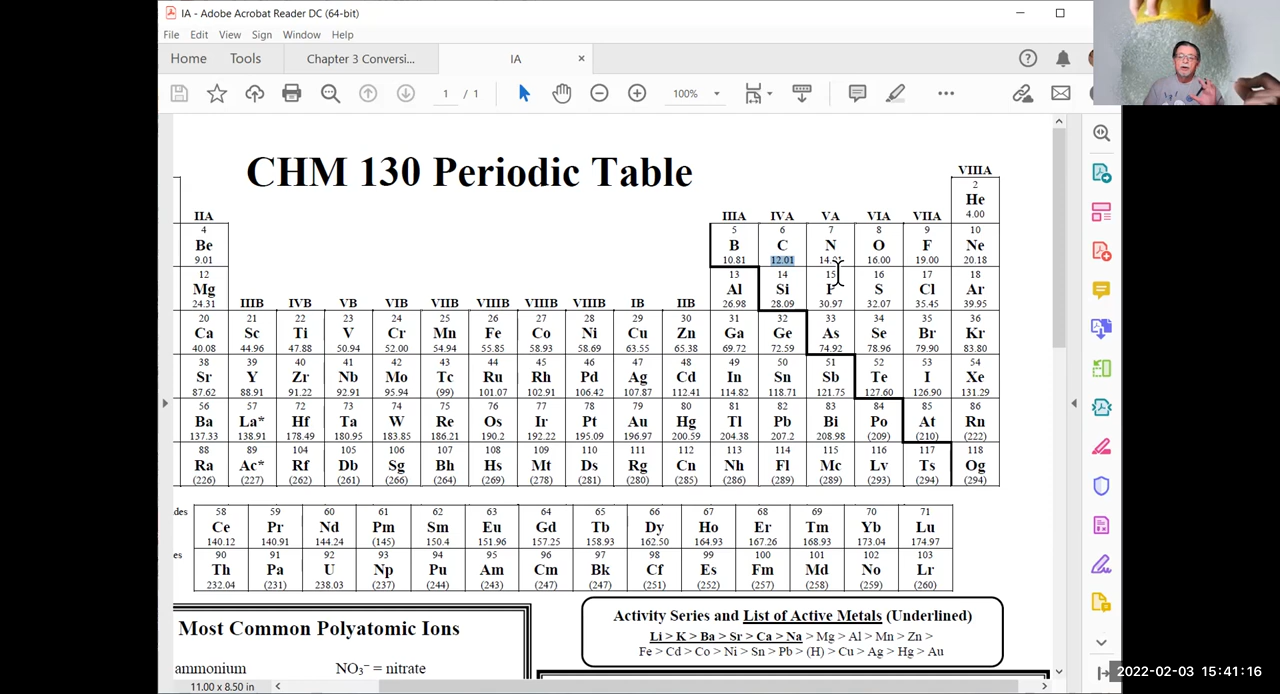 IA - Adobe Acrobat Reader DC (64-bit)
File Edit View Sign Window Help
Home Tools Chapter 3 Conversi... IA ×
1 / 1 100%
CHM 130 Periodic Table
VIIIA
2
He
4.00
IIA IIIA IVA VA VIA VIIA
4 5 6 7 8 9 10
Be B C N O F Ne
9.01 10.81 12.01 16.00 19.00 20.18
12 13 14 15 16 17 18
Mg Al Si P S Cl Ar
24.31 IIIB IVB VB VIB VIIB VIIIB VIIIB VIIIB IB IIB 26.98 28.09 30.97 32.07 35.45 39.95
20 21 22 23 24 25 26 27 28 29 30 31 32 33 34 35 36
Ca Sc Ti V Cr Mn Fe Co Ni Cu Zn Ga Ge As Se Br Kr
40.08 44.96 47.88 50.94 52.00 54.94 55.85 58.93 58.69 63.55 65.38 69.72 72.59 74.92 78.96 79.90 83.80
38 39 40 41 42 43 44 45 46 47 48 49 50 51 52 53 54
Sr Y Zr Nb Mo Tc Ru Rh Pd Ag Cd In Sn Sb Te I Xe
87.62 88.91 91.22 92.91 95.94 (99) 101.07 102.91 106.42 107.87 112.41 114.82 118.71 121.75 127.60 126.90 131.29
56 57 72 73 74 75 76 77 78 79 80 81 82 83 84 85 86
Ba La* Hf Ta W Re Os Ir Pt Au Hg Tl Pb Bi Po At Rn
137.33 138.91 178.49 180.95 183.85 186.21 190.2 192.22 195.09 196.97 200.59 204.38 207.2 208.98 (209) (210) (222)
88 89 104 105 106 107 108 109 110 111 112 113 114 115 116 117 118
Ra Ac* Rf Db Sg Bh Hs Mt Ds Rg Cn Nh Fl Mc Lv Ts Og
(226) (227) (262) (261) (266) (264) (269) (278) (281) (280) (285) (286) (289) (289) (293) (294) (294)
des 58 59 60 61 62 63 64 65 66 67 68 69 70 71
Ce Pr Nd Pm Sm Eu Gd Tb Dy Ho Er Tm Yb Lu
140.12 140.91 144.24 (145) 150.4 151.96 157.25 158.93 162.50 164.93 167.26 168.93 173.04 174.97
es 90 91 92 93 94 95 96 97 98 99 100 101 102 103
Th Pa U Np Pu Am Cm Bk Cf Es Fm Md No Lr
232.04 (231) 238.03 (237) (244) (243) (247) (247) (251) (252) (257) (258) (259) (260)
Most Common Polyatomic Ions
ammonium NO₃⁻ = nitrate
Activity Series and List of Active Metals (Underlined)
Li > K > Ba > Sr > Ca > Na > Mg > Al > Mn > Zn >
Fe > Cd > Co > Ni > Sn > Pb > (H) > Cu > Ag > Hg > Au
11.00 x 8.50 in
2022-02-03 15:41:16